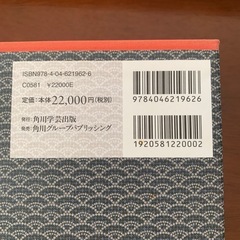 ISBN978-4-04-621962-6
C0581 ¥22000E
定価:本体22,000円(税別)
発行:角川学芸出版
発売:角川グループパブリッシング
9784046219626
1920581220002